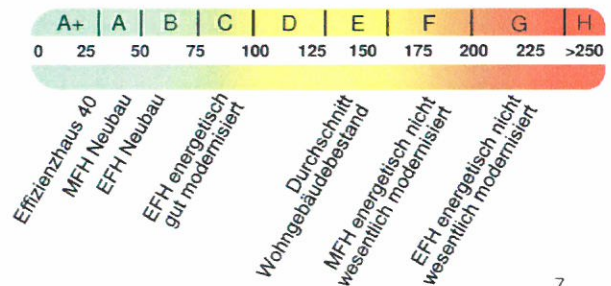 A+ A B C D E F G H
0 25 50 75 100 125 150 175 200 225 >250
Effizienzhaus 40
MFH Neubau
EFH Neubau
EFH energetisch
gut modernisiert
Durchschnitt
Wohngebäudebestand
MFH energetisch nicht
wesentlich modernisiert
EFH energetisch nicht
wesentlich modernisiert
7